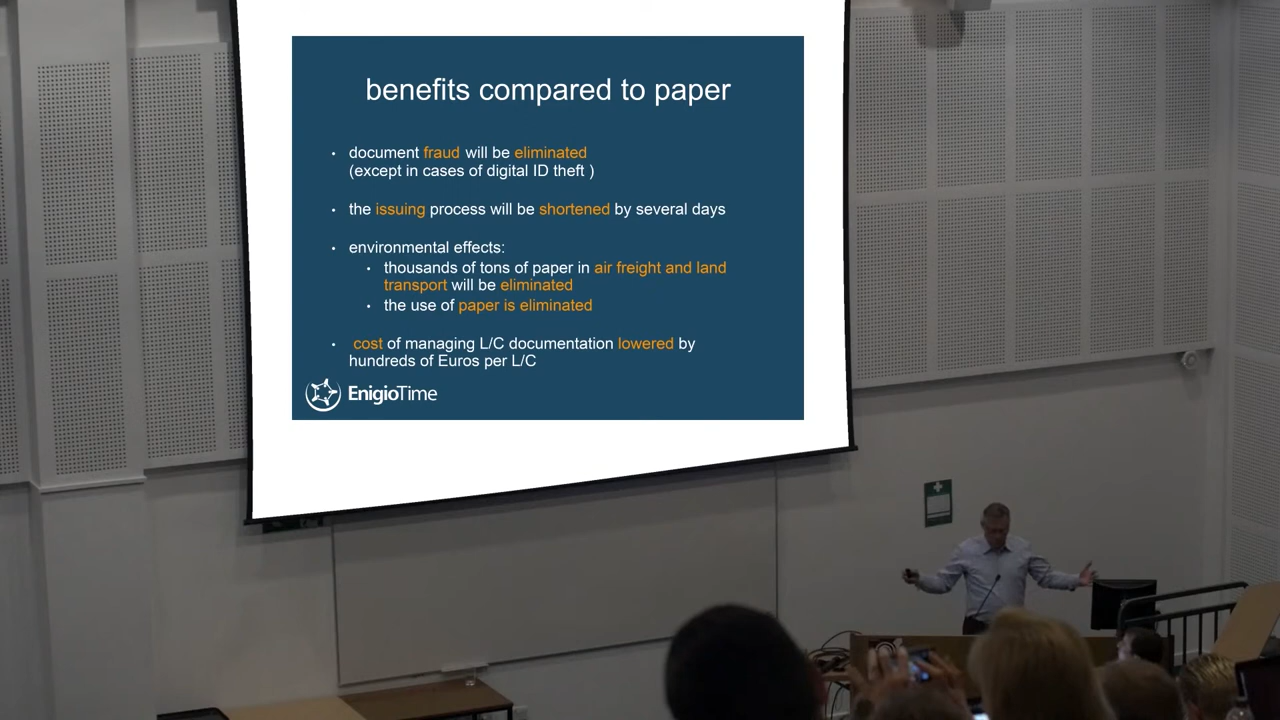 benefits compared to paper
• document fraud will be eliminated
(except in cases of digital ID theft )
• the issuing process will be shortened by several days
• environmental effects:
• thousands of tons of paper in air freight and land
transport will be eliminated
• the use of paper is eliminated
• cost of managing L/C documentation lowered by
hundreds of Euros per L/C
EnigioTime